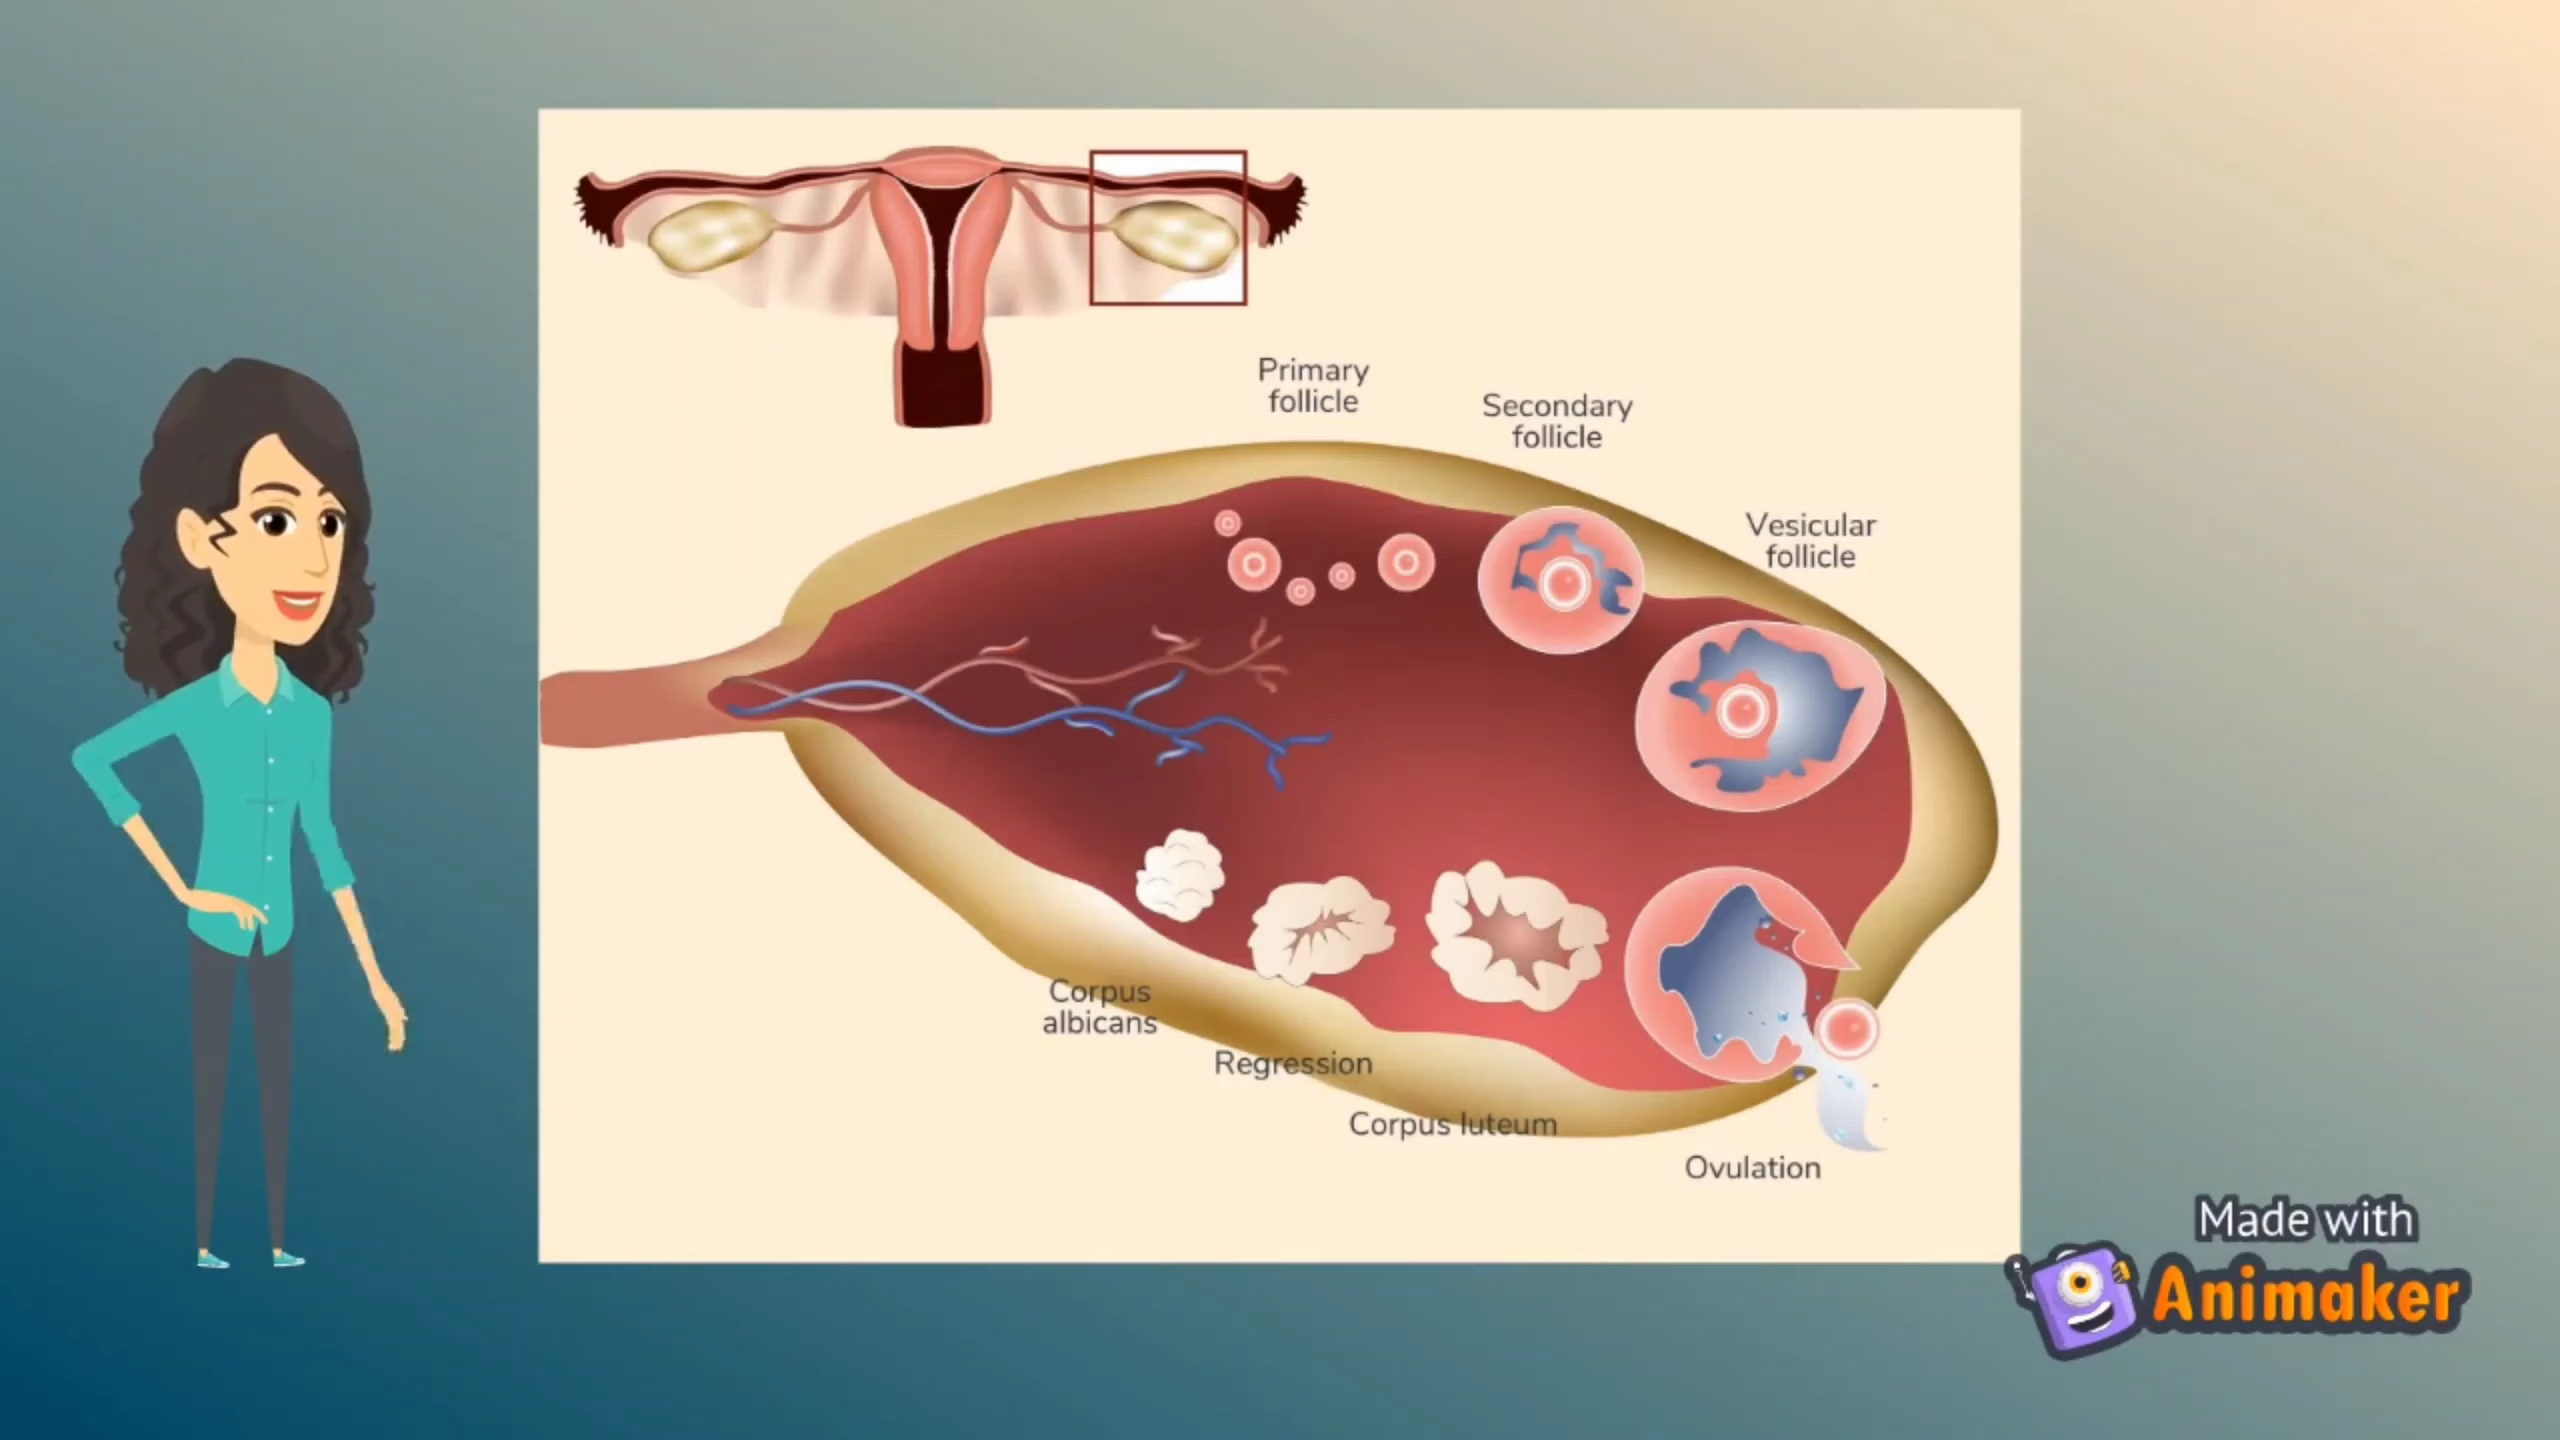 Primary
follicle
Secondary
follicle
Vesicular
follicle
Corpus
albicans
Regression
Corpus luteum
Ovulation
Made with
Animaker